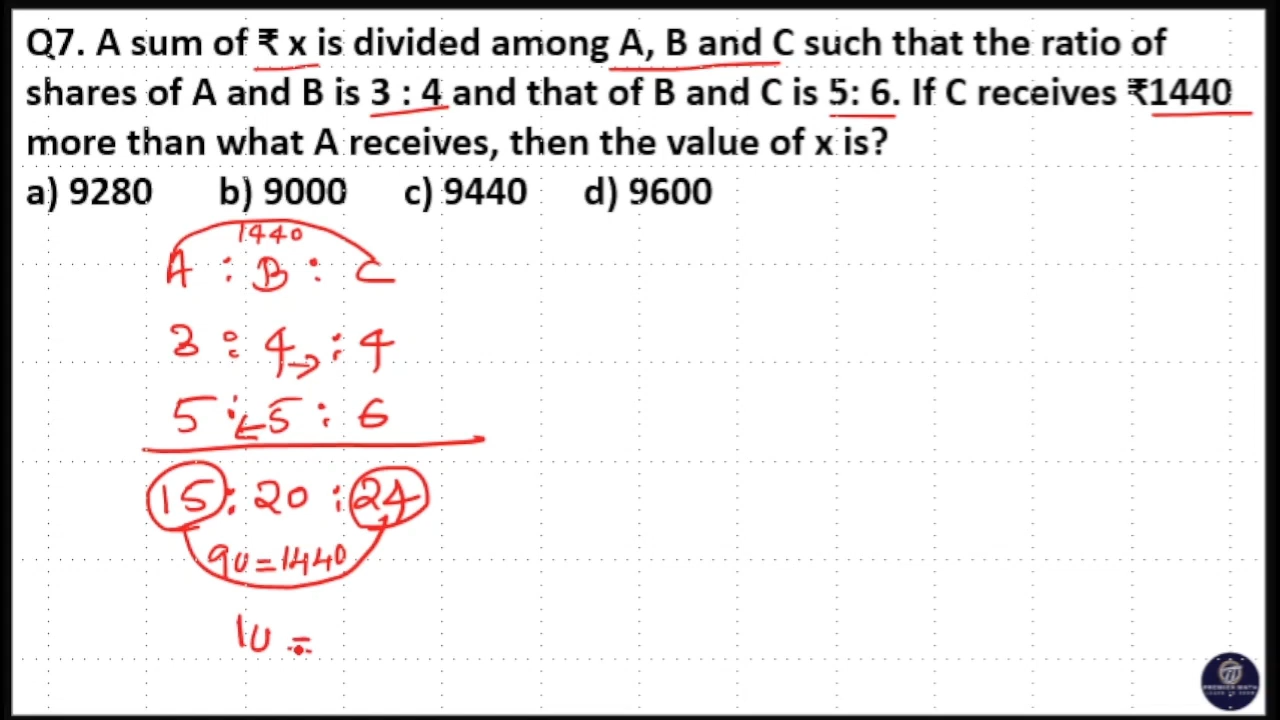 Q7. A sum of ₹ x is divided among A, B and C such that the ratio of
shares of A and B is 3 : 4 and that of B and C is 5: 6. If C receives ₹1440
more than what A receives, then the value of x is?
a) 9280 b) 9000 c) 9440 d) 9600
1440
A : B : C
3 : 4 : 4
5 : 5 : 6
15 : 20 : 24
9u = 1440
1u =
PREMIER MATH